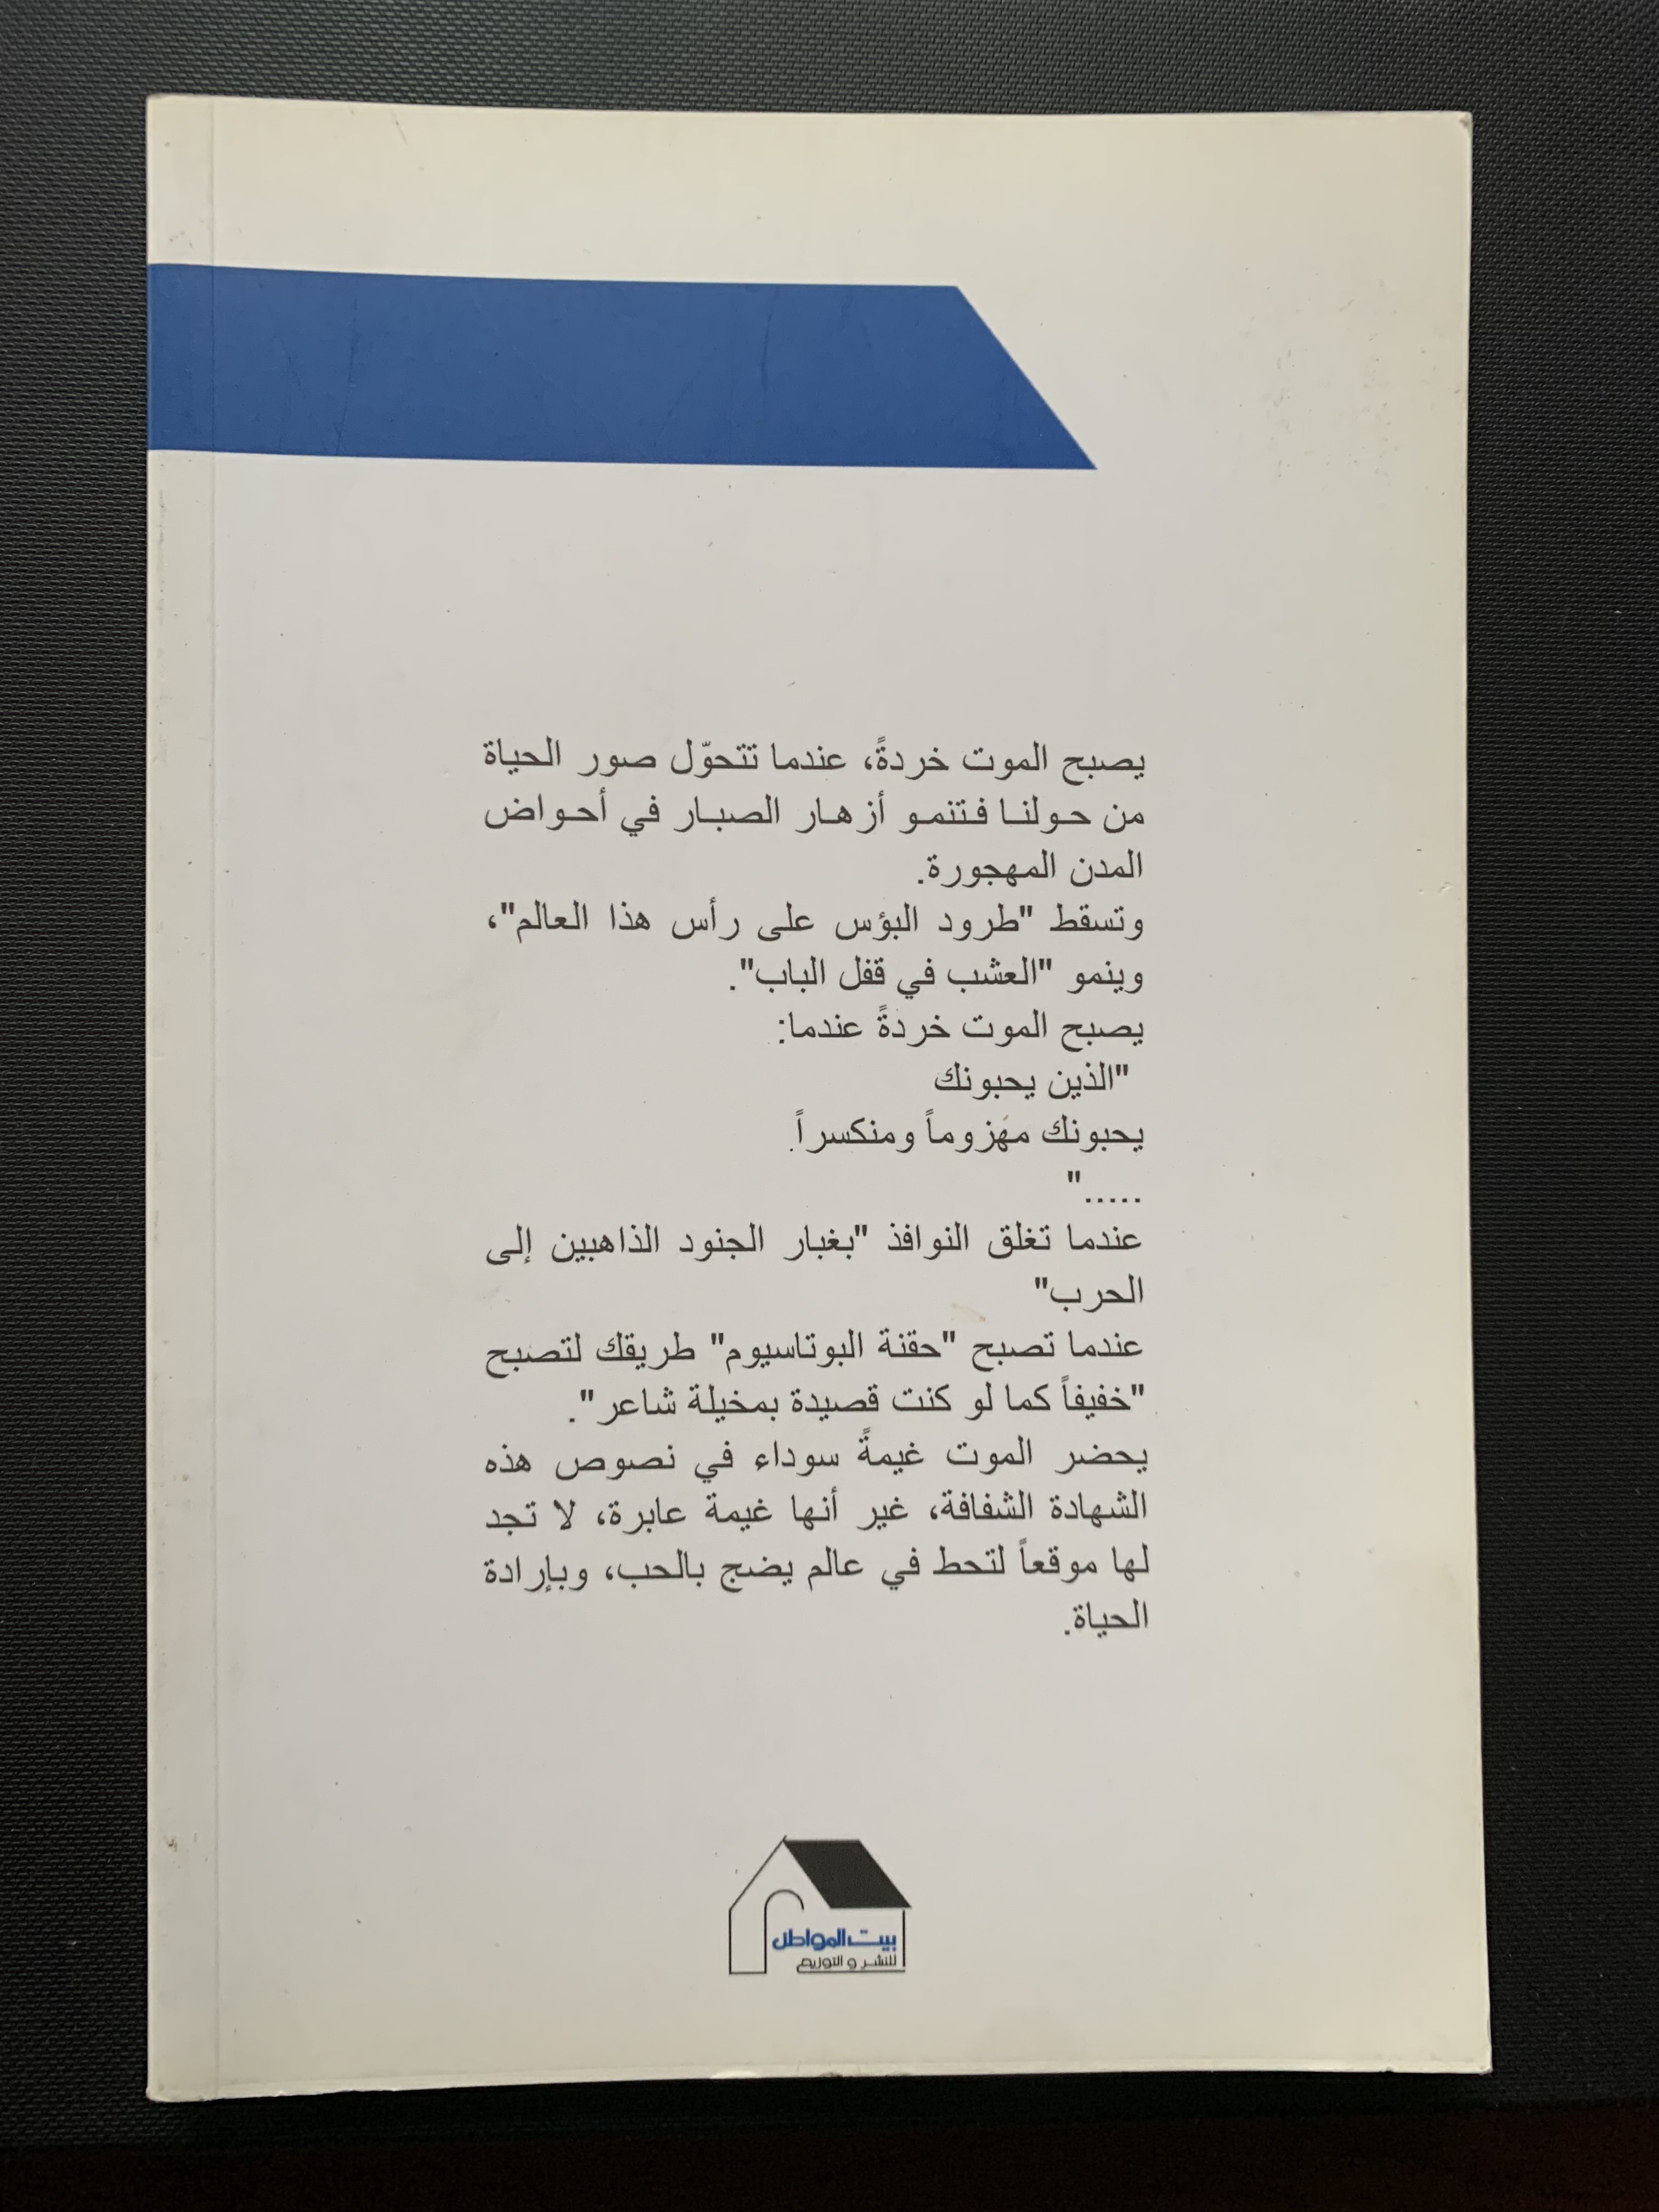 يصبح الموت خردةً، عندما تتحوّل صور الحياة
من حولنا فتنمو أزهار الصبار في أحواض
المدن المهجورة.
وتسقط "طرود البؤس على رأس هذا العالم"،
وينمو "العشب في قفل الباب".
يصبح الموت خردةً عندما:
"الذين يحبونك
يحبونك مهزوماً ومنكسراً.
....."
عندما تغلق النوافذ "بغبار الجنود الذاهبين إلى
الحرب"
عندما تصبح "حقنة البوتاسيوم" طريقك لتصبح
"خفيفاً كما لو كنت قصيدة بمخيلة شاعر".
يحضر الموت غيمةً سوداء في نصوص هذه
الشهادة الشفافة، غير أنها غيمة عابرة، لا تجد
لها موقعاً لتحط في عالم يضج بالحب، وبإرادة
الحياة.
بيت المواطن
للنشر و التوزيع